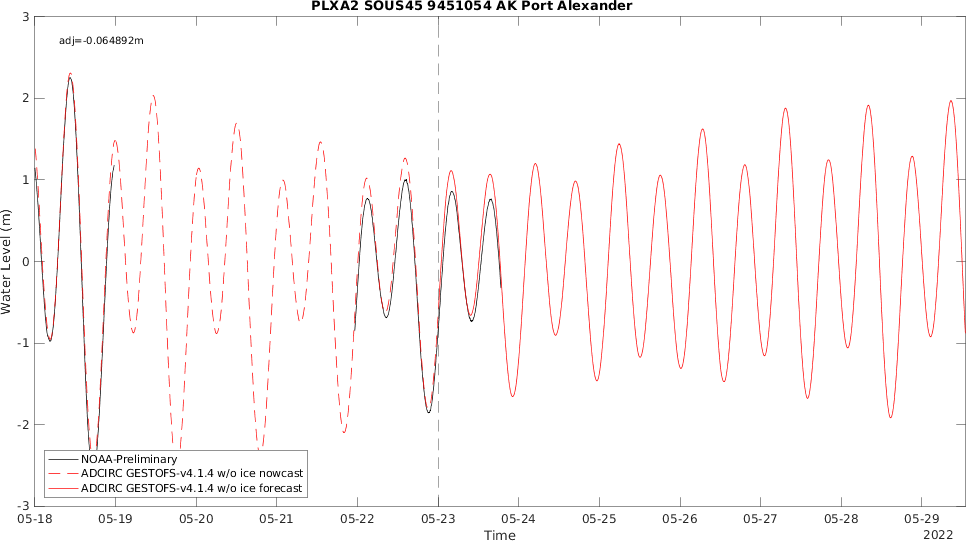 PLXA2 SOUS45 9451054 AK Port Alexander
adj=-0.064892m
3
2
1
0
-1
-2
-3
Water Level (m)
NOAA-Preliminary
ADCIRC GESTOFS-v4.1.4 w/o ice nowcast
ADCIRC GESTOFS-v4.1.4 w/o ice forecast
05-18 05-19 05-20 05-21 05-22 05-23 05-24 05-25 05-26 05-27 05-28 05-29
Time
2022